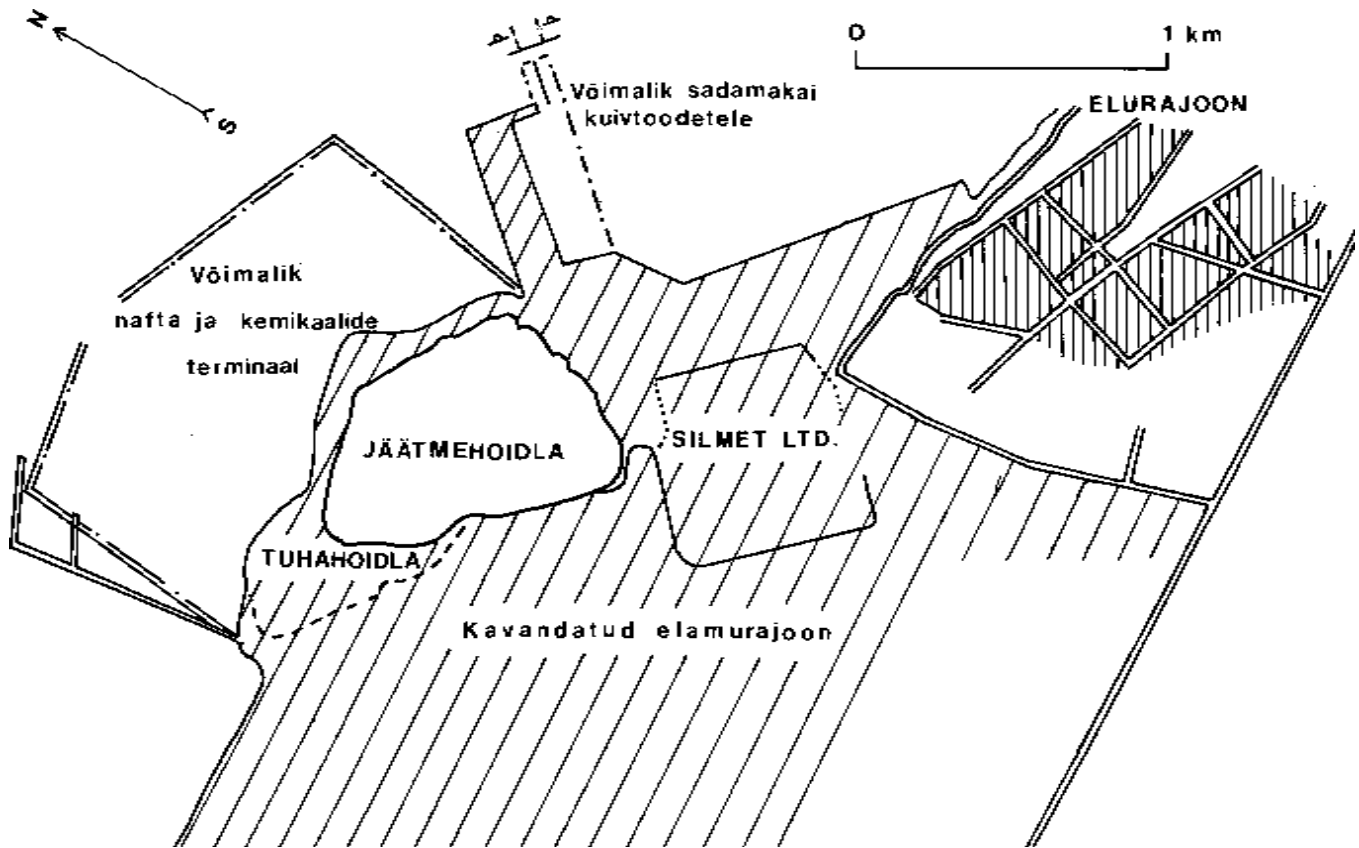 N
S
0 1 km
Võimalik sadamakai
kuivtoodetele
ELURAJOON
Võimalik
nafta ja kemikaalide
terminaal
JÄÄTMEHOIDLA
SILMET LTD.
TUHAHOIDLA
Kavandatud elamurajoon